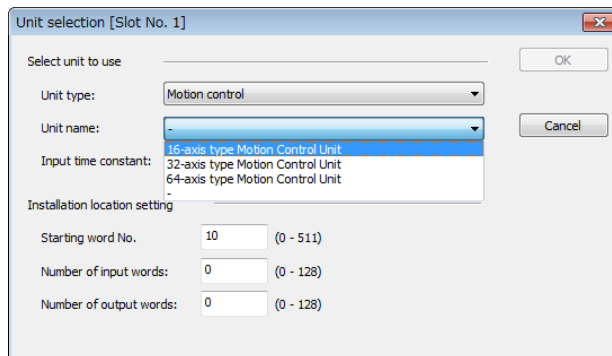 Unit selection [Slot No. 1]
Select unit to use
OK
Unit type:
Motion control
Unit name:
-
Cancel
16-axis type Motion Control Unit
Input time constant:
32-axis type Motion Control Unit
64-axis type Motion Control Unit
-
Installation location setting
Starting word No.
10
(0 - 511)
Number of input words:
0
(0 - 128)
Number of output words:
0
(0 - 128)